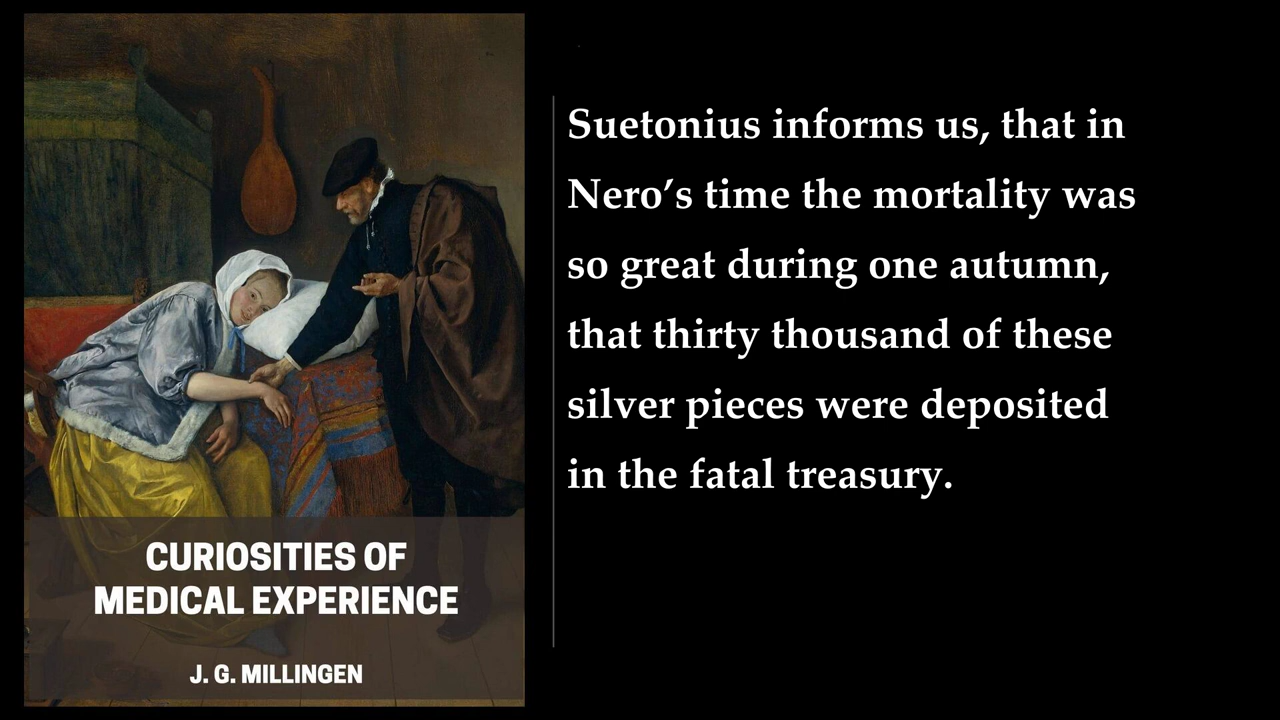 Suetonius informs us, that in
Nero’s time the mortality was
so great during one autumn,
that thirty thousand of these
silver pieces were deposited
in the fatal treasury.
CURIOSITIES OF
MEDICAL EXPERIENCE
J. G. MILLINGEN